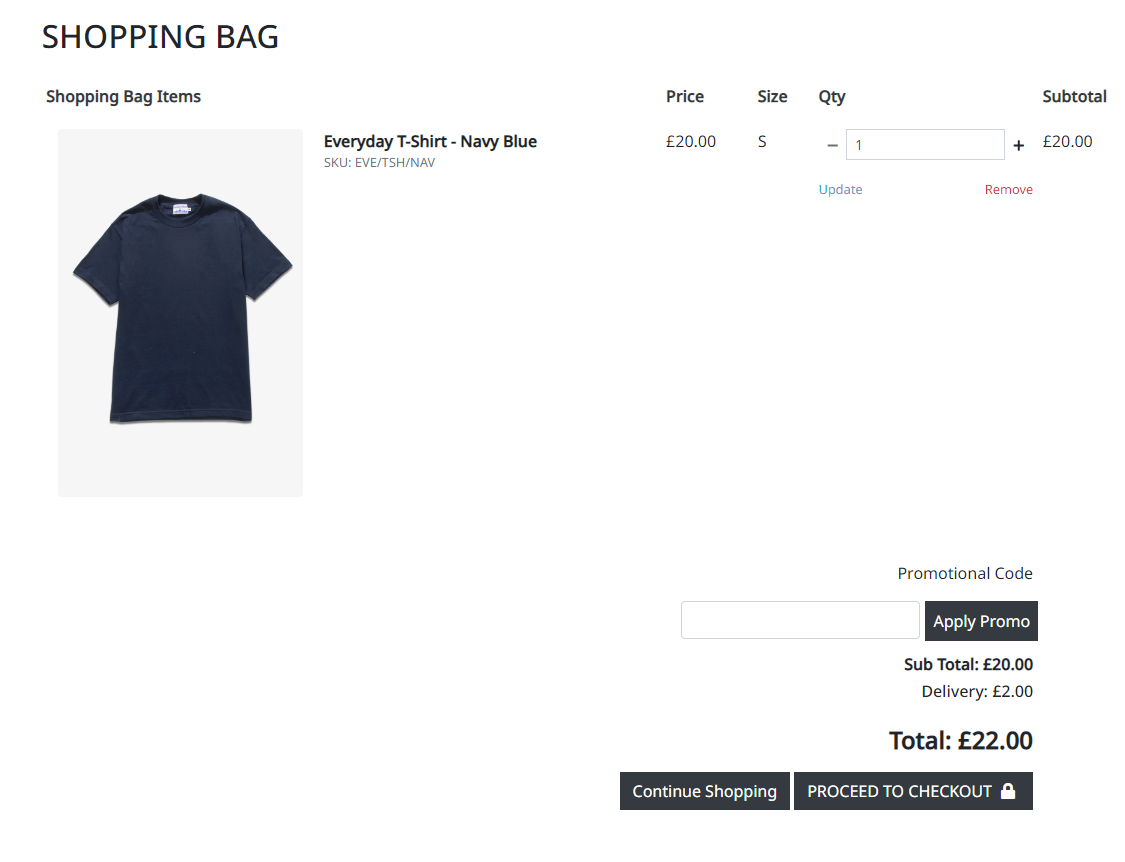 SHOPPING BAG
Shopping Bag Items Price Size Qty Subtotal
Everyday T-Shirt - Navy Blue £20.00 S − 1 + £20.00
SKU: EVE/TSH/NAV
Update Remove
Promotional Code
Apply Promo
Sub Total: £20.00
Delivery: £2.00
Total: £22.00
Continue Shopping PROCEED TO CHECKOUT